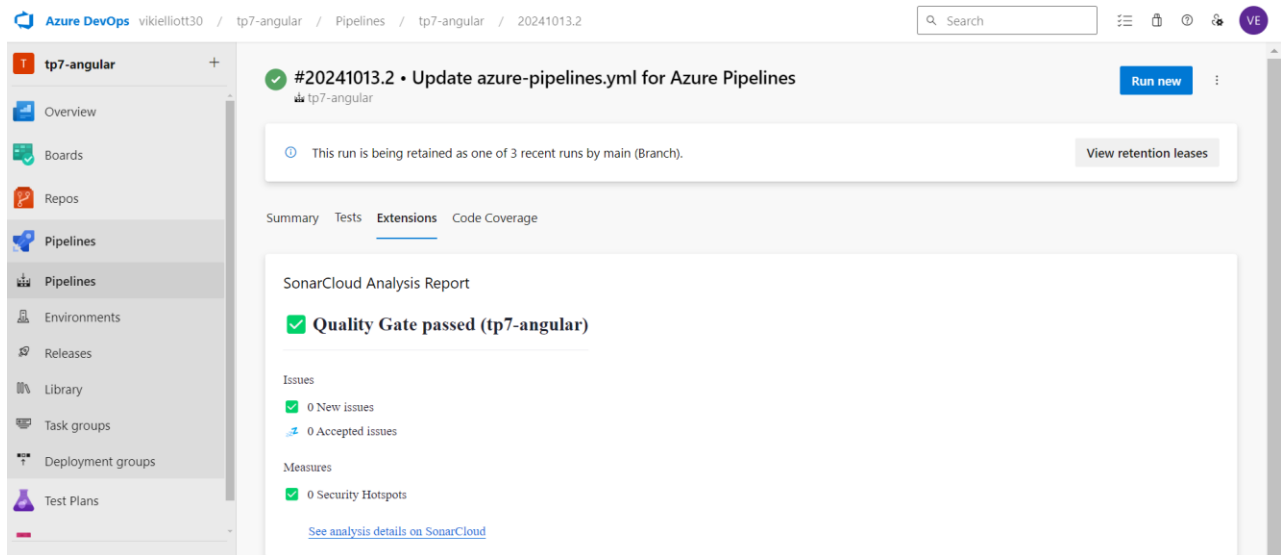 Azure DevOps vikielliott30 / tp7-angular / Pipelines / tp7-angular / 20241013.2
Search
VE
T tp7-angular +
Overview
Boards
Repos
Pipelines
Pipelines
Environments
Releases
Library
Task groups
Deployment groups
Test Plans
#20241013.2 • Update azure-pipelines.yml for Azure Pipelines
tp7-angular
Run new
This run is being retained as one of 3 recent runs by main (Branch).
View retention leases
Summary Tests Extensions Code Coverage
SonarCloud Analysis Report
Quality Gate passed (tp7-angular)
Issues
0 New issues
0 Accepted issues
Measures
0 Security Hotspots
See analysis details on SonarCloud